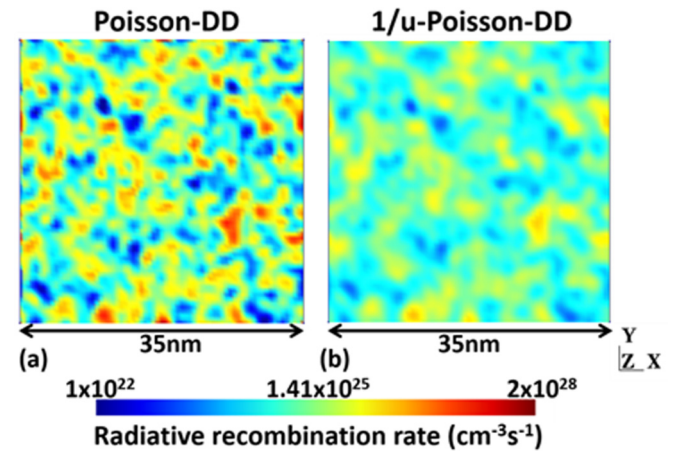 Poisson-DD 1/u-Poisson-DD
35nm 35nm
(a) (b)
Y
Z X
1x10²² 1.41x10²⁵ 2x10²⁸
Radiative recombination rate (cm⁻³s⁻¹)